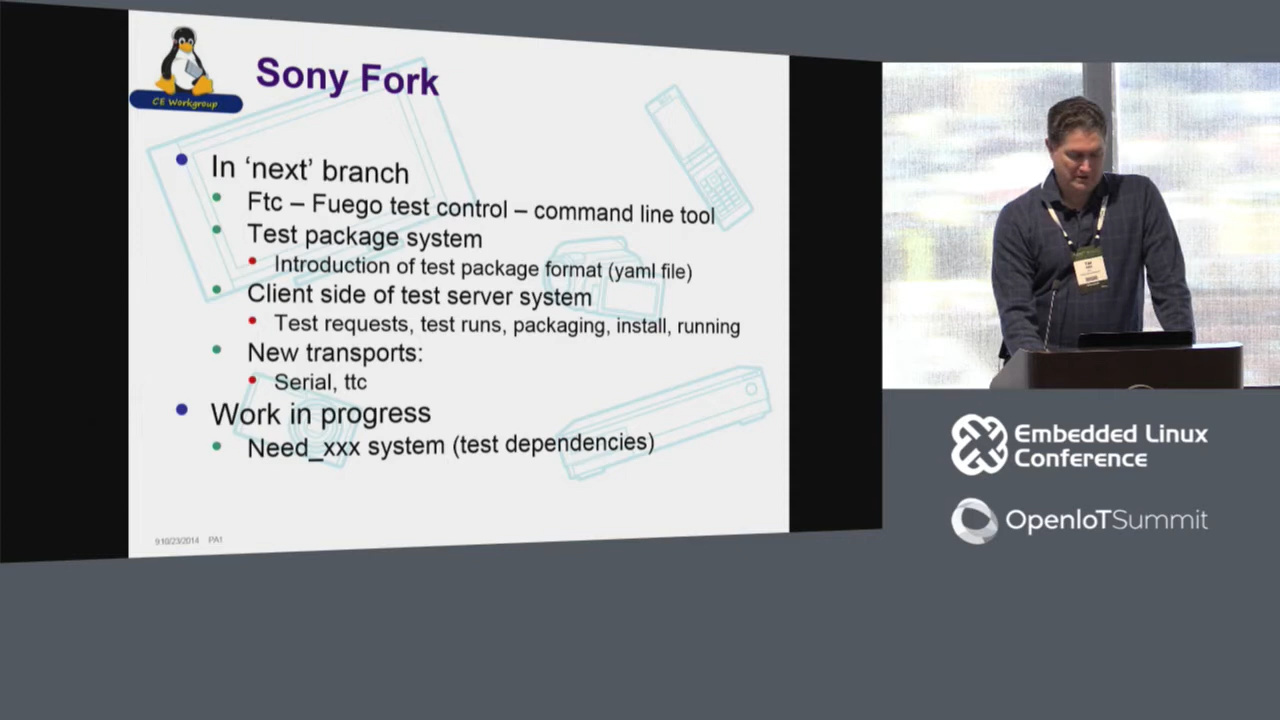 CE Workgroup
Sony Fork
In ‘next’ branch
Ftc – Fuego test control – command line tool
Test package system
Introduction of test package format (yaml file)
Client side of test server system
Test requests, test runs, packaging, install, running
New transports:
Serial, ttc
Work in progress
Need_xxx system (test dependencies)
910/23/2014 PA1
Embedded Linux
Conference
OpenIoTSummit